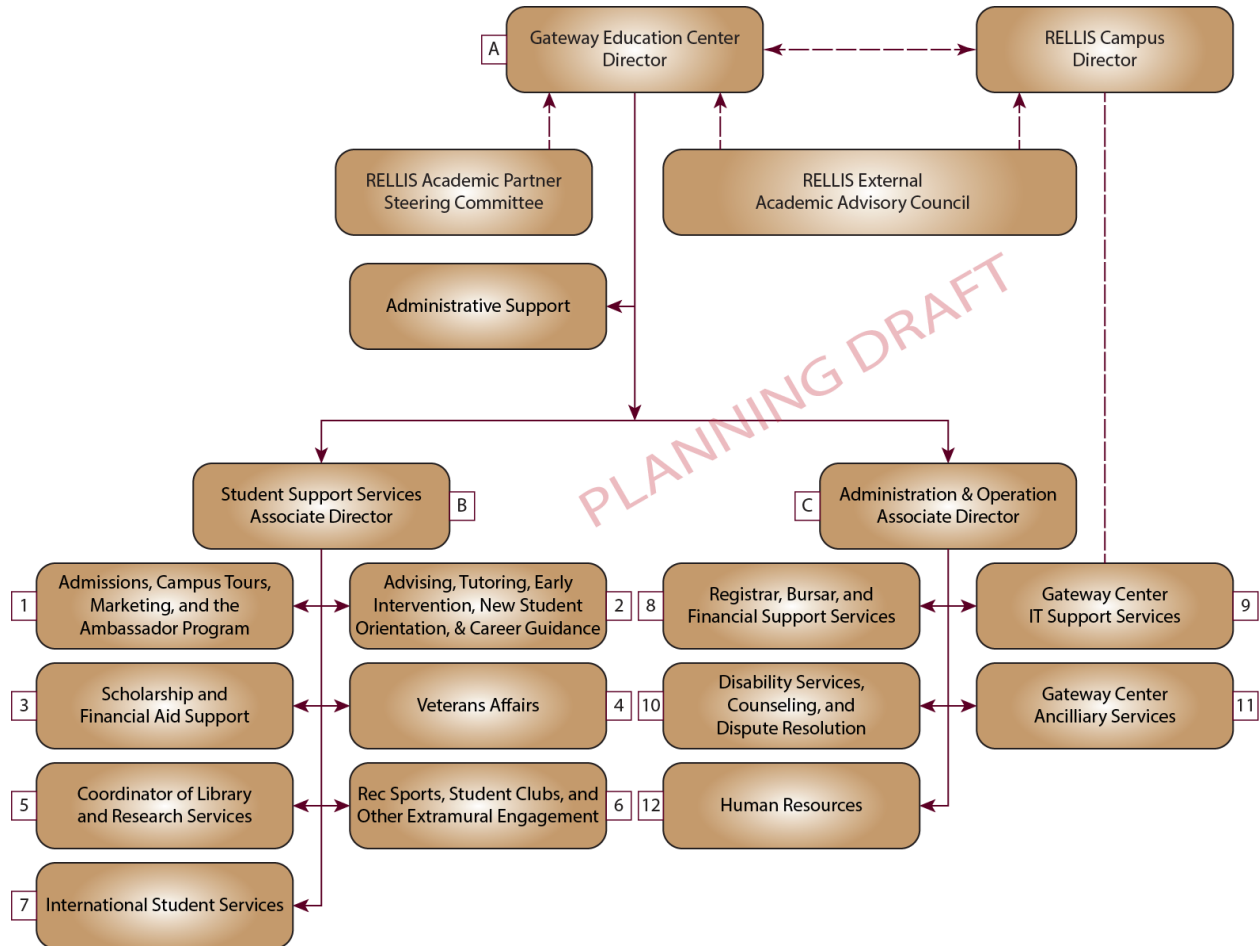 A
Gateway Education Center
Director
RELLIS Campus
Director
RELLIS Academic Partner
Steering Committee
RELLIS External
Academic Advisory Council
Administrative Support
PLANNING DRAFT
Student Support Services
Associate Director
B
C
Administration & Operation
Associate Director
1
Admissions, Campus Tours,
Marketing, and the
Ambassador Program
Advising, Tutoring, Early
Intervention, New Student
Orientation, & Career Guidance
2
8
Registrar, Bursar, and
Financial Support Services
Gateway Center
IT Support Services
9
3
Scholarship and
Financial Aid Support
Veterans Affairs
4
10
Disability Services,
Counseling, and
Dispute Resolution
Gateway Center
Ancilliary Services
11
5
Coordinator of Library
and Research Services
Rec Sports, Student Clubs, and
Other Extramural Engagement
6
12
Human Resources
7
International Student Services